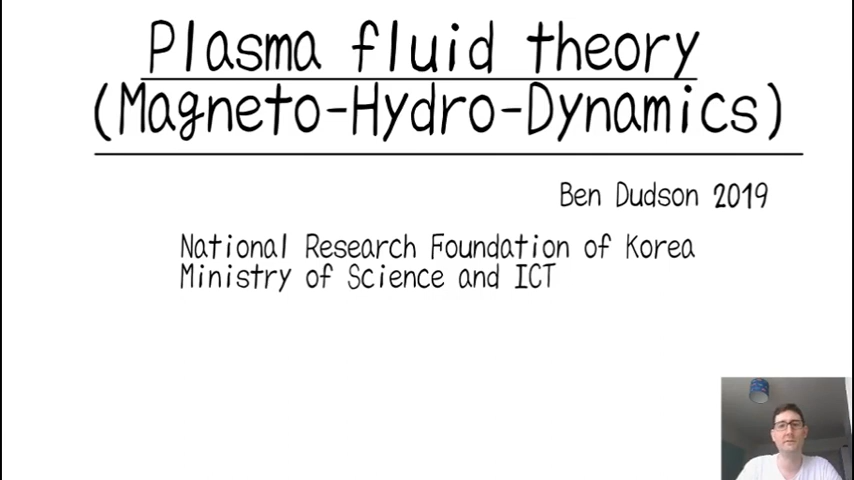 Plasma fluid theory
(Magneto-Hydro-Dynamics)
Ben Dudson 2019
National Research Foundation of Korea
Ministry of Science and ICT